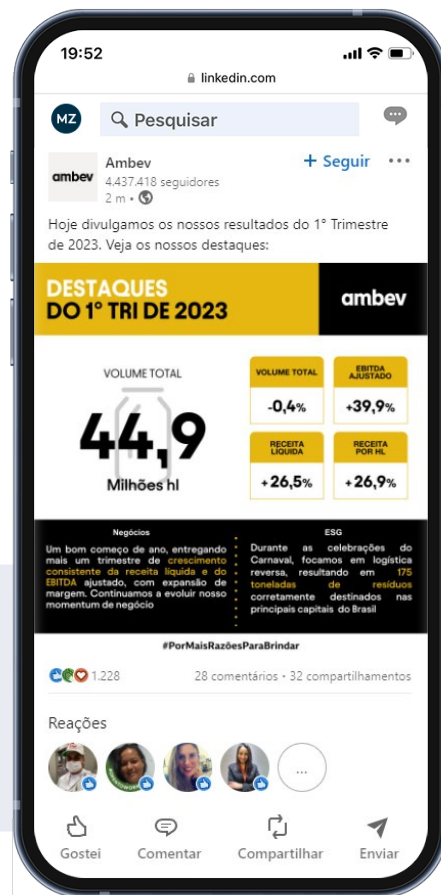 19:52
linkedin.com
MZ
Pesquisar
Ambev
+ Seguir
ambev
4.437.418 seguidores
2 m •
Hoje divulgamos os nossos resultados do 1° Trimestre
de 2023. Veja os nossos destaques:
DESTAQUES
DO 1° TRI DE 2023
ambev
VOLUME TOTAL
44,9
Milhões hl
VOLUME TOTAL
-0,4%
EBITDA
AJUSTADO
+39,9%
RECEITA
LÍQUIDA
+26,5%
RECEITA
POR HL
+26,9%
Negócios
Um bom começo de ano, entregando
mais um trimestre de crescimento
consistente da receita líquida e do
EBITDA ajustado, com expansão de
margem. Continuamos a evoluir nosso
momentum de negócio
ESG
Durante as celebrações do
Carnaval, focamos em logística
reversa, resultando em 175
toneladas de resíduos
corretamente destinados nas
principais capitais do Brasil
#PorMaisRazõesParaBrindar
1.228
28 comentários • 32 compartilhamentos
Reações
...
Gostei
Comentar
Compartilhar
Enviar